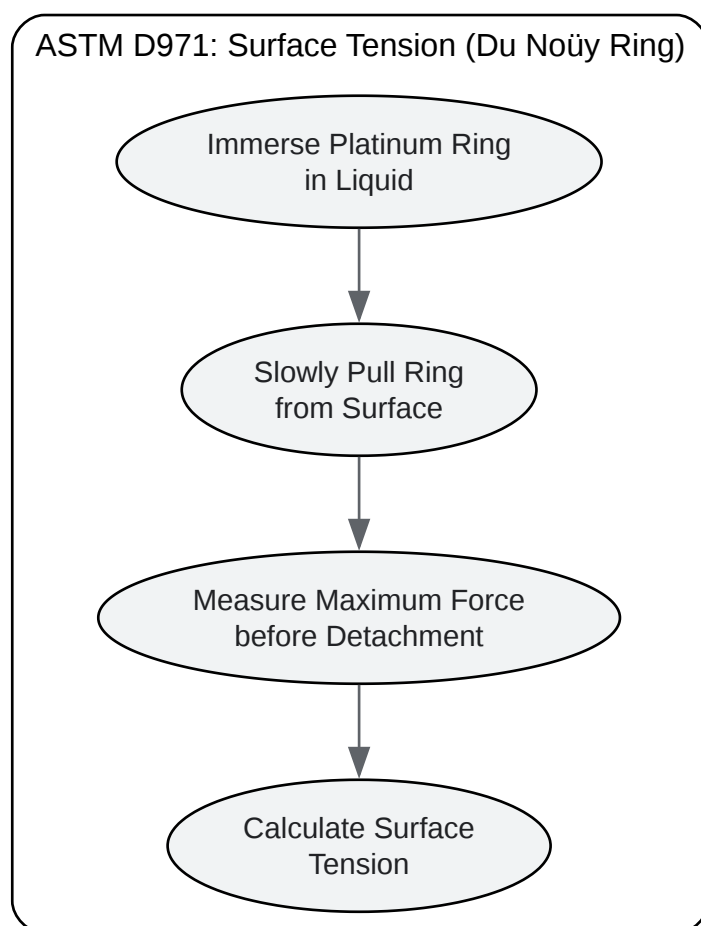 ASTM D971: Surface Tension (Du Noüy Ring)
Immerse Platinum Ring
in Liquid
Slowly Pull Ring
from Surface
Measure Maximum Force
before Detachment
Calculate Surface
Tension